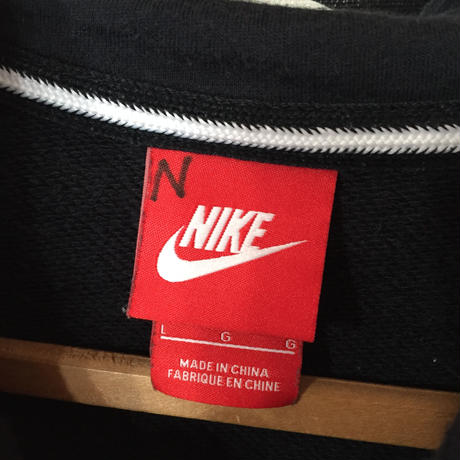 N
NIKE
L G G
MADE IN CHINA
FABRIQUE EN CHINE